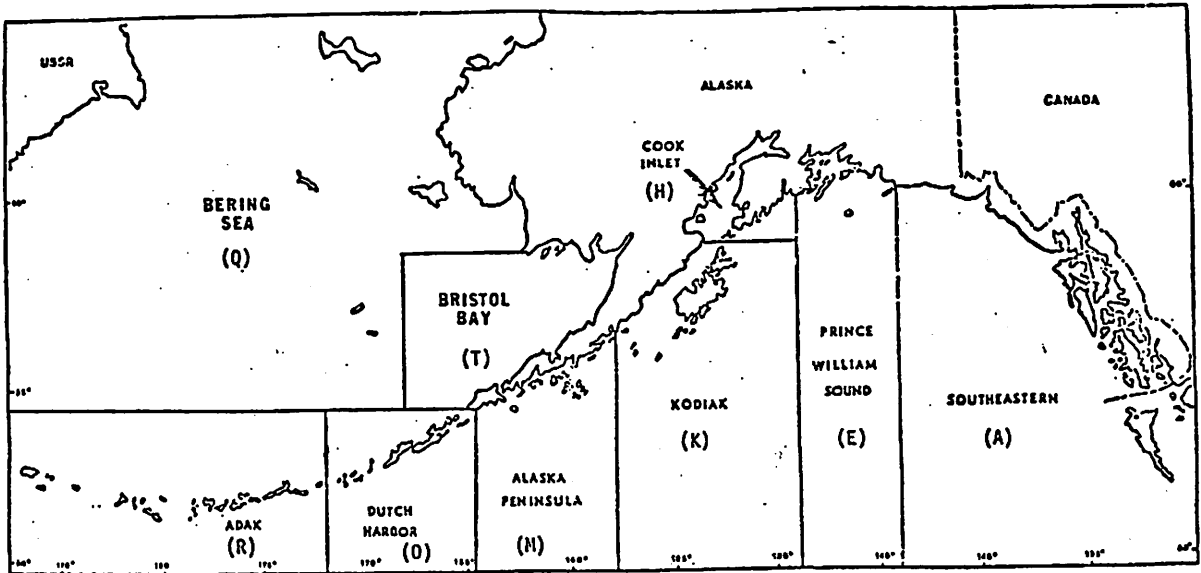 USSR
ALASKA
CANADA
COOK
INLET
(H)
BERING
SEA
(Q)
BRISTOL
BAY
(T)
PRINCE
WILLIAM
SOUND
(E)
KODIAK
(K)
SOUTHEASTERN
(A)
ALASKA
PENINSULA
(M)
DUTCH
HARBOR
(O)
ADAK
(R)
170°